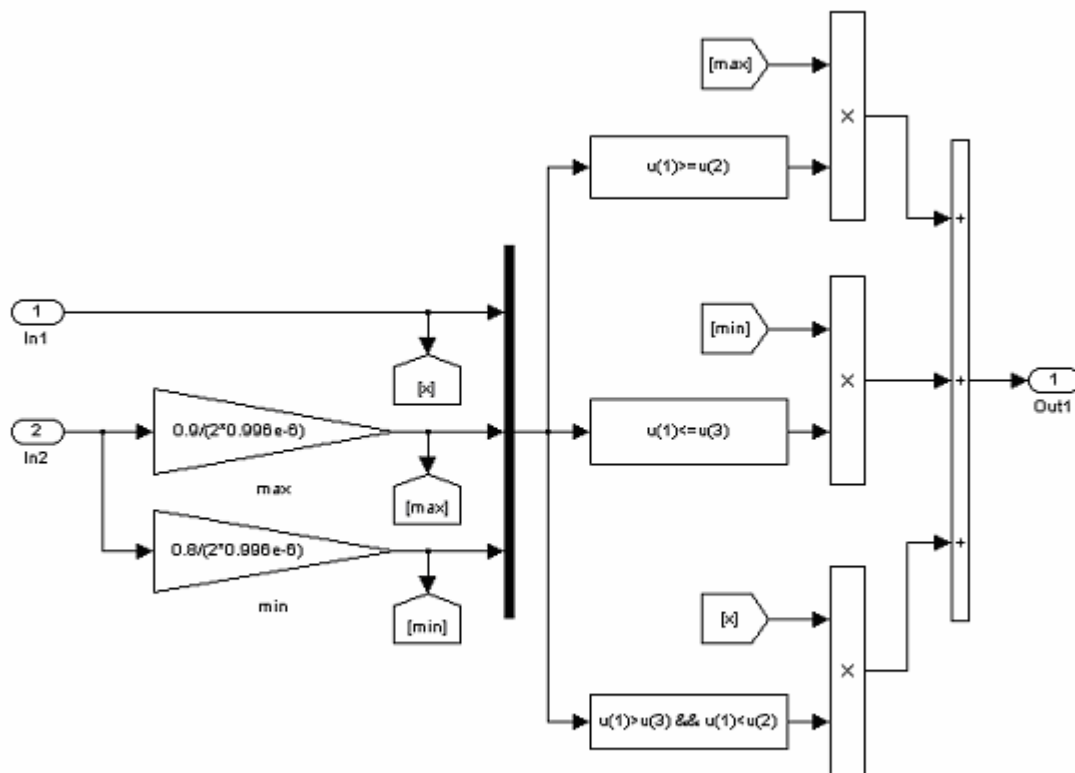 [max]
×
u(1)>=u(2)
+
1
In1
[x]
[min]
×
+
1
Out1
2
In2
0.9/(2*0.996e-6)
max
[max]
u(1)<=u(3)
0.8/(2*0.996e-6)
min
[min]
+
[x]
×
u(1)>u(3) && u(1)<u(2)